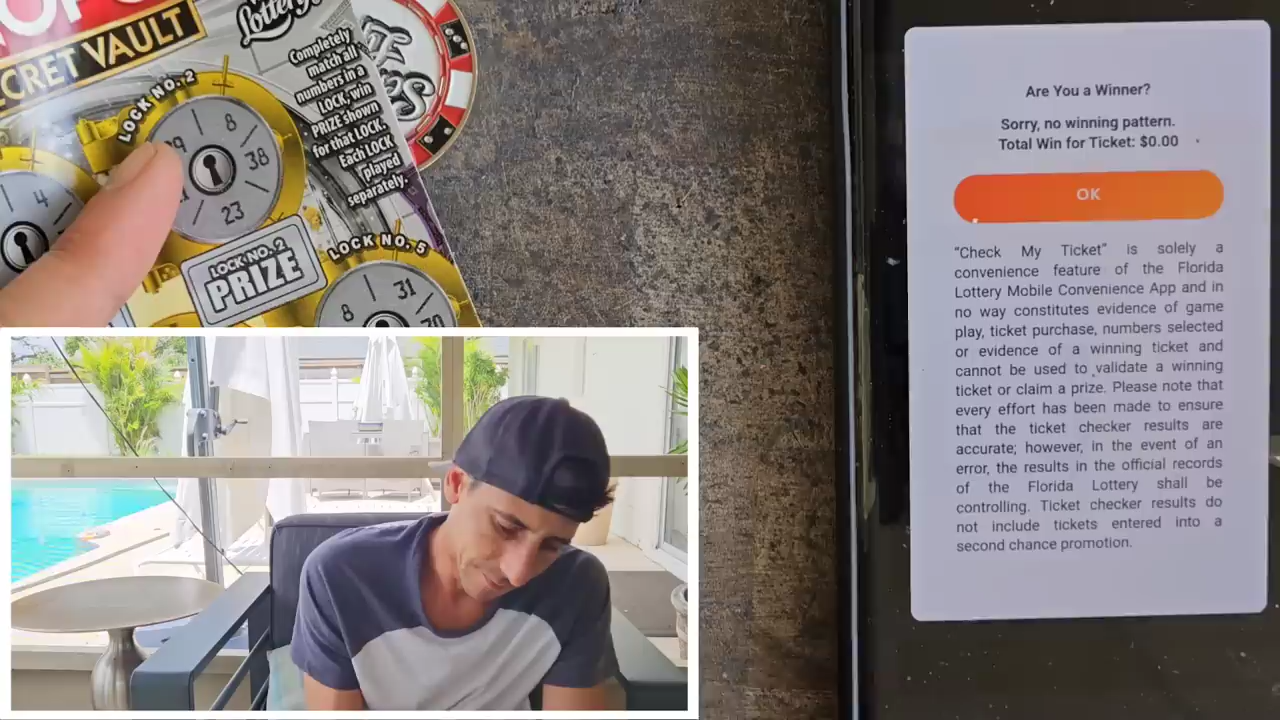 CRET VAULT
Lottery
Completely
match all
numbers in a
LOCK, win
PRIZE shown
for that LOCK.
Each LOCK
played
separately.
LOCK NO. 2
8
38
23
4
LOCK NO. 2
PRIZE
LOCK NO. 5
8
31
Are You a Winner?
Sorry, no winning pattern.
Total Win for Ticket: $0.00
OK
“Check My Ticket” is solely a
convenience feature of the Florida
Lottery Mobile Convenience App and in
no way constitutes evidence of game
play, ticket purchase, numbers selected
or evidence of a winning ticket and
cannot be used to validate a winning
ticket or claim a prize. Please note that
every effort has been made to ensure
that the ticket checker results are
accurate; however, in the event of an
error, the results in the official records
of the Florida Lottery shall be
controlling. Ticket checker results do
not include tickets entered into a
second chance promotion.